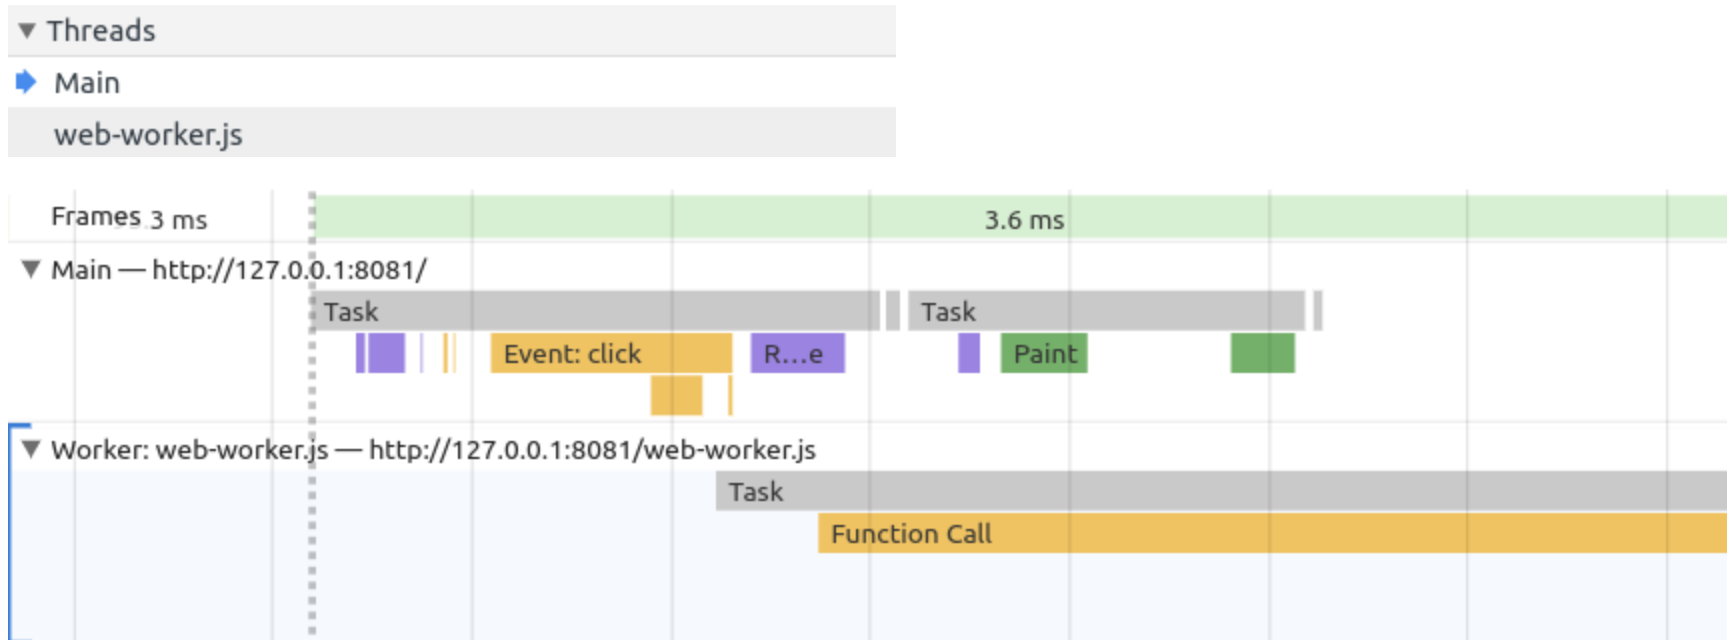 Threads
Main
web-worker.js
Frames 3 ms 3.6 ms
Main — http://127.0.0.1:8081/
Task Task
Event: click R...e Paint
Worker: web-worker.js — http://127.0.0.1:8081/web-worker.js
Task
Function Call